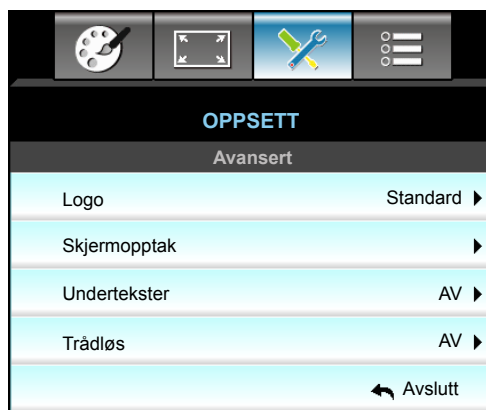 OPPSETT
Avansert
Logo Standard
Skjermopptak
Undertekster AV
Trådløs AV
Avslutt